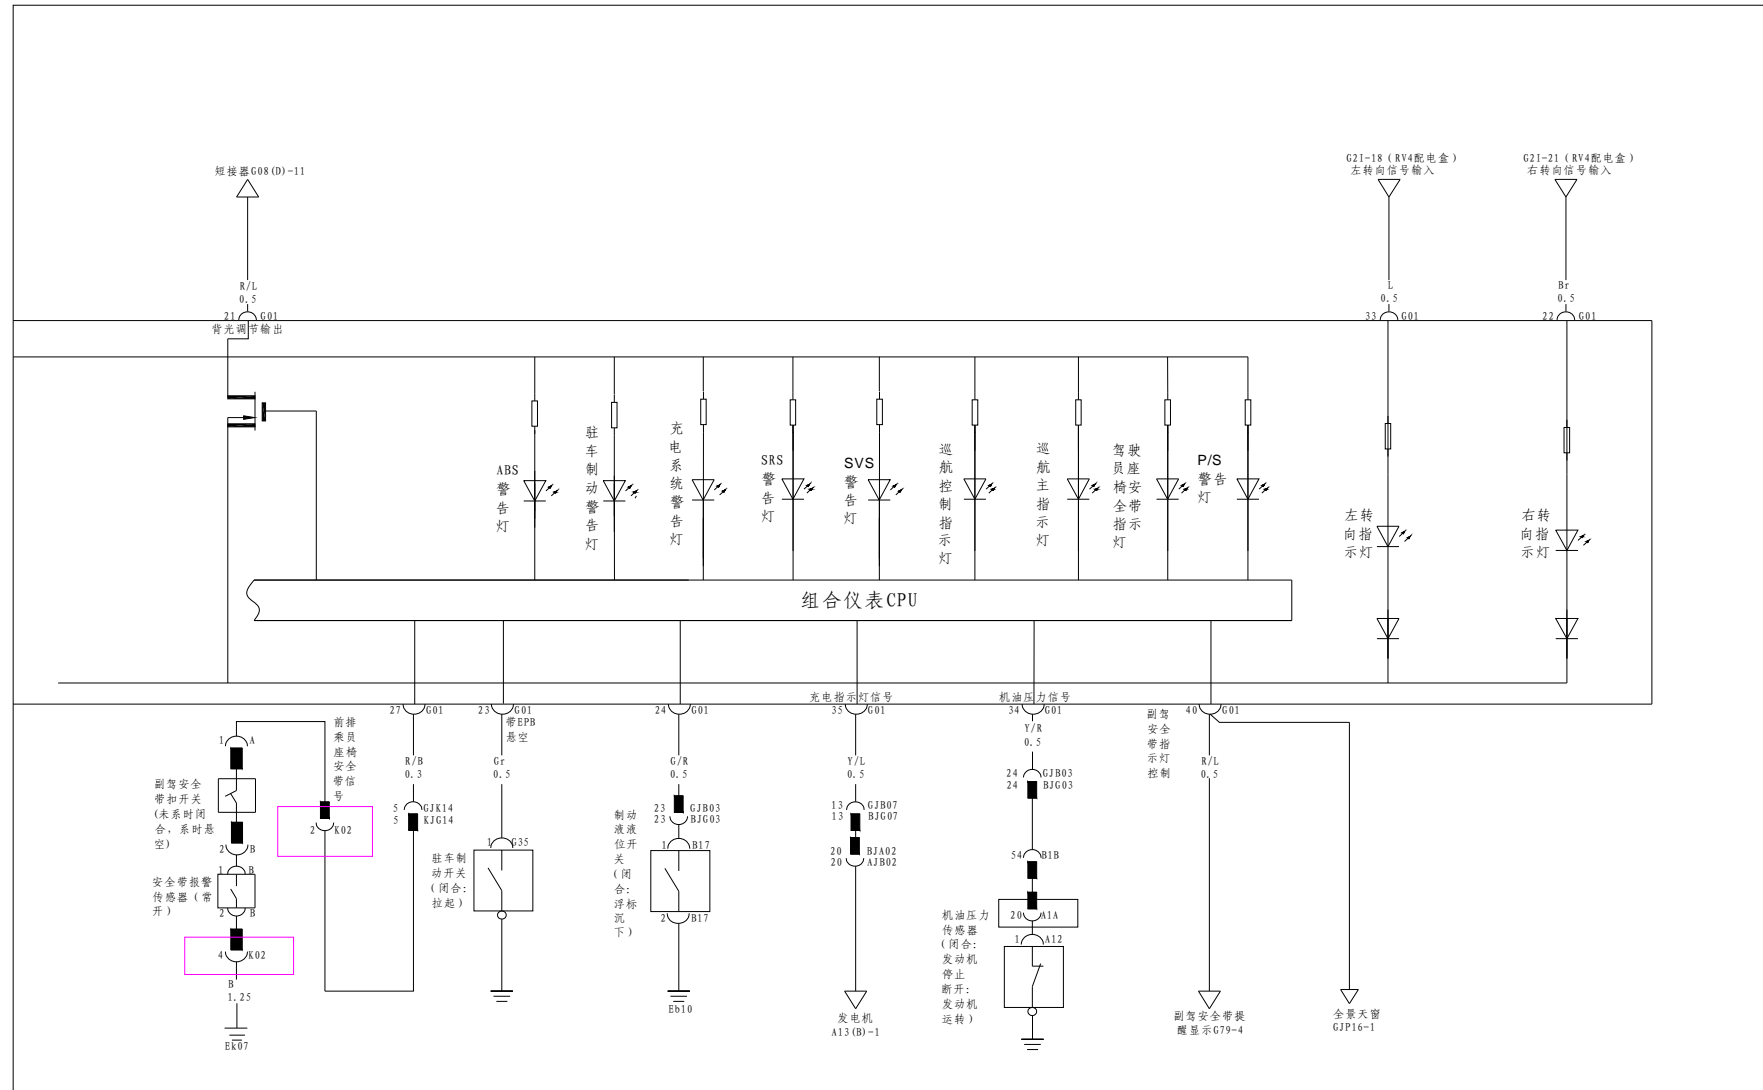 短接器G08(D)-11
G2I-18（RV4配电盒）
左转向信号输入
G2I-21（RV4配电盒）
右转向信号输入
R/L
0.5
L
0.5
Br
0.5
21 G01
背光调节输出
33 G01
22 G01
ABS
警
告
灯
驻
车
制
动
警
告
灯
充
电
系
统
警
告
灯
SRS
警
告
灯
SVS
警
告
灯
巡
航
控
制
指
示
灯
巡
航
主
指
示
灯
驾驶
员座
椅安
全带
指示
灯
P/S
警告
灯
左转
向指
示灯
右转
向指
示灯
组合仪表CPU
充电指示灯信号
机油压力信号
27 G01
23 G01
带EPB
悬空
24 G01
35 G01
34 G01
40 G01
副驾
安全
带指
示灯
控制
前排
乘员
座椅
安全
带信
号
1 A
副驾安全
带扣开关
(未系时闭
合，系时悬
空)
2 B
1 B
安全带报警
传感器（常
开）
2 B
4 K02
B
1.25
Ek07
2 K02
R/B
0.3
5 GJK14
5 KJG14
Gr
0.5
1 G35
驻车制
动开关
(闭合：
拉起)
G/R
0.5
23 GJB03
23 BJG03
制动
液液
位开
关
(闭
合：
浮标
沉
下)
1 B17
2 B17
Eb10
Y/L
0.5
13 GJB07
13 BJG07
20 BJA02
20 AJB02
发电机
A13(B)-1
Y/R
0.5
24 GJB03
24 BJG03
54 B1B
20 A1A
1 A12
机油压力
传感器
(闭合：
发动机
停止
断开：
发动机
运转)
R/L
0.5
副驾安全带提
醒显示G79-4
全景天窗
GJP16-1